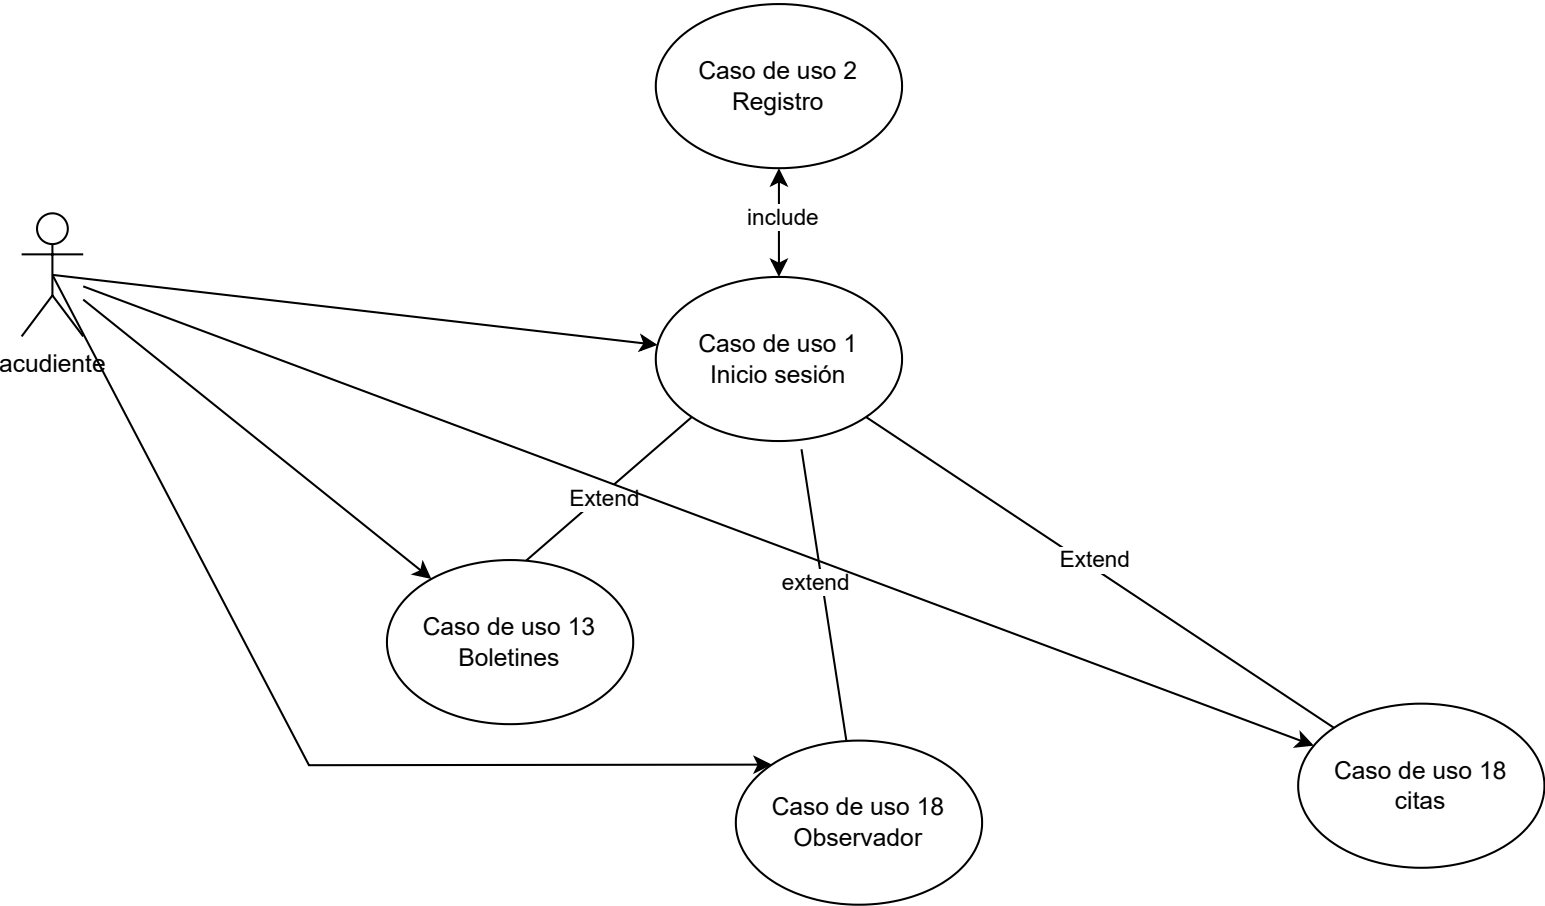 Caso de uso 2
Registro
include
acudiente
Caso de uso 1
Inicio sesión
Extend
extend
Extend
Caso de uso 13
Boletines
Caso de uso 18
Observador
Caso de uso 18
citas